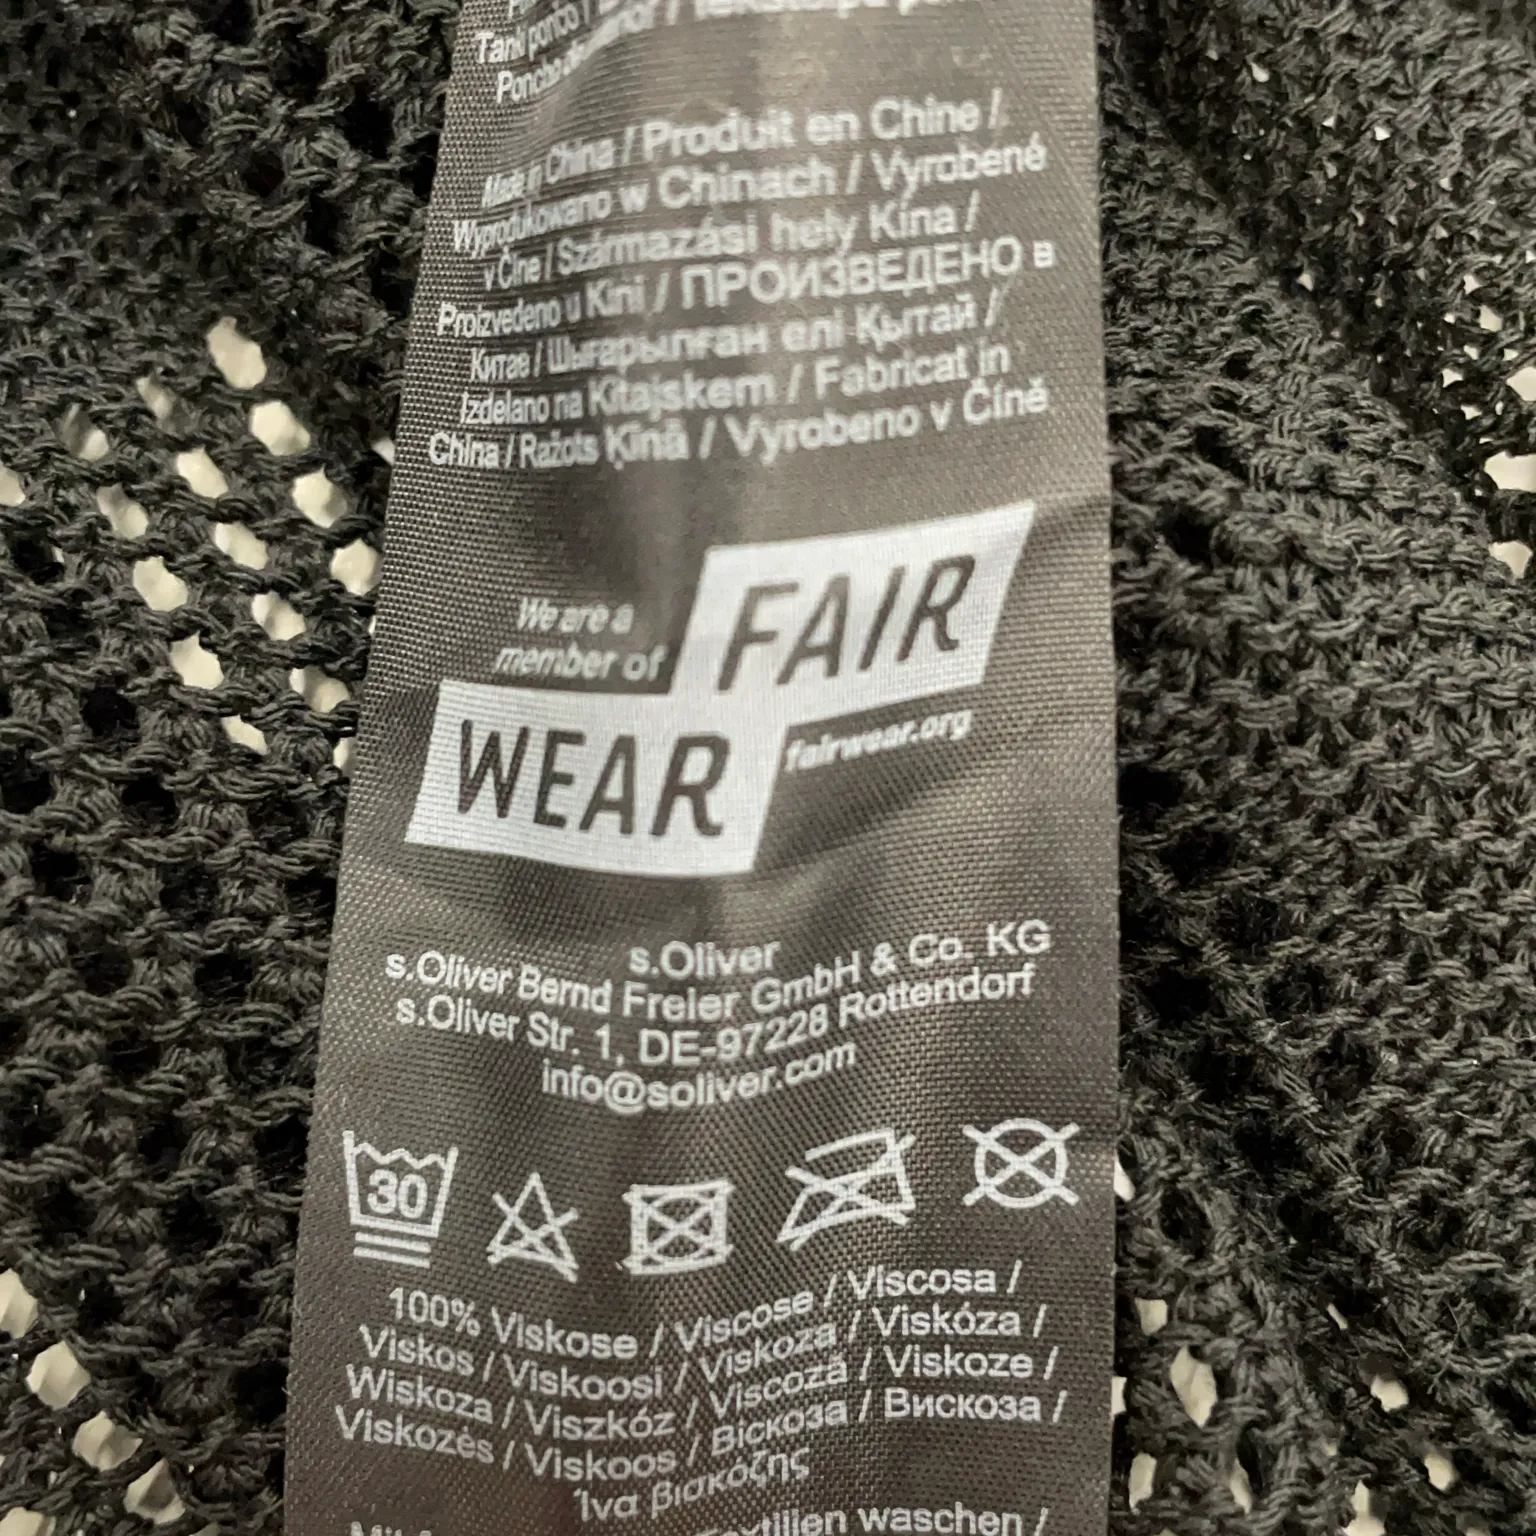 Tanki pončo /
Made in China / Produit en Chine /
Wyprodukowano w Chinach / Vyrobené
v Číne / Származási hely Kína /
Proizvedeno u Kini / ПРОИЗВЕДЕНО в
Китае / Шығарылған елі Қытай /
Izdelano na Kitajskem / Fabricat in
China / Ražots Ķīnā / Vyrobeno v Číně
We are a
member of
FAIR
WEAR
fairwear.org
s.Oliver
s.Oliver Bernd Freier GmbH & Co. KG
s.Oliver Str. 1, DE-97228 Rottendorf
info@soliver.com
30
100% Viskose / Viscose / Viscosa /
Viskos / Viskoosi / Viskoza / Viskóza /
Wiskoza / Viszkóz / Viscoză / Viskoze /
Viskozės / Viskoos / Віскоза / Вискоза /
Ίνα βισκόζης
waschen /